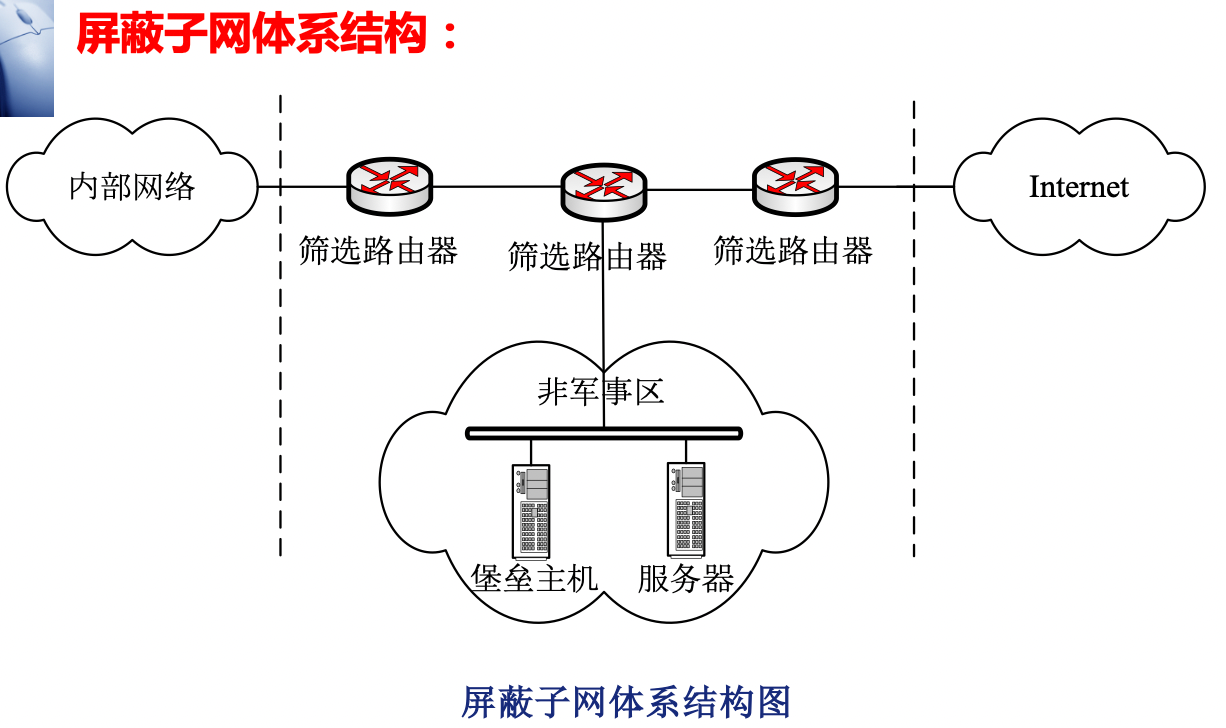 屏蔽子网体系结构：
内部网络
Internet
筛选路由器
筛选路由器
筛选路由器
非军事区
堡垒主机
服务器
屏蔽子网体系结构图